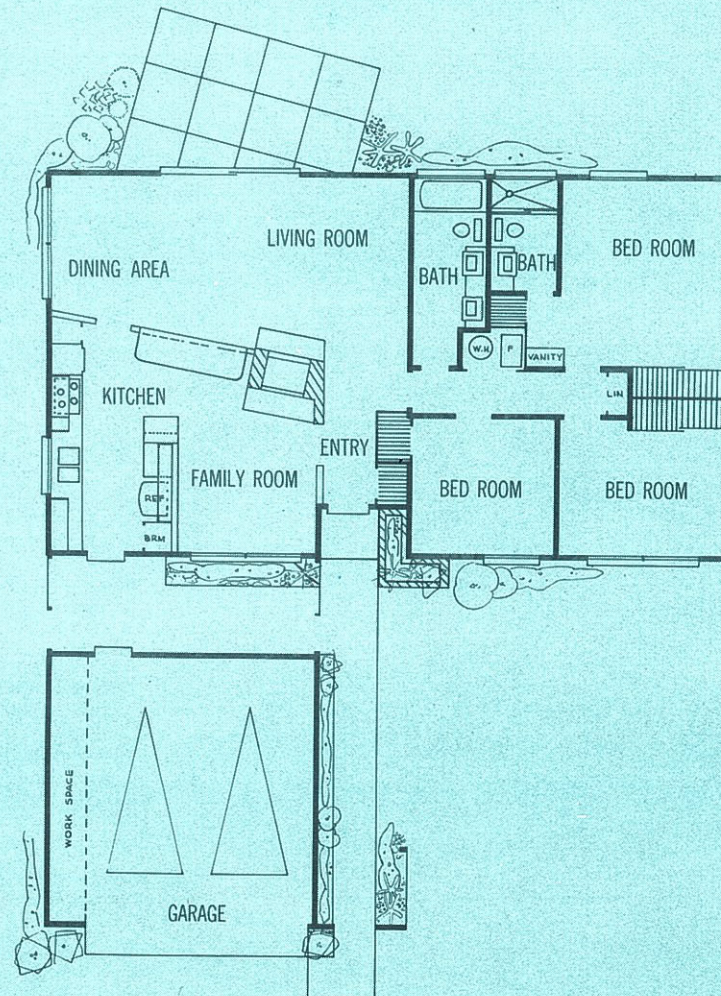 LIVING ROOM
DINING AREA
BATH
BATH
BED ROOM
W.H
F
VANITY
LIN
KITCHEN
ENTRY
FAMILY ROOM
REF
BRM
BED ROOM
BED ROOM
WORK SPACE
GARAGE